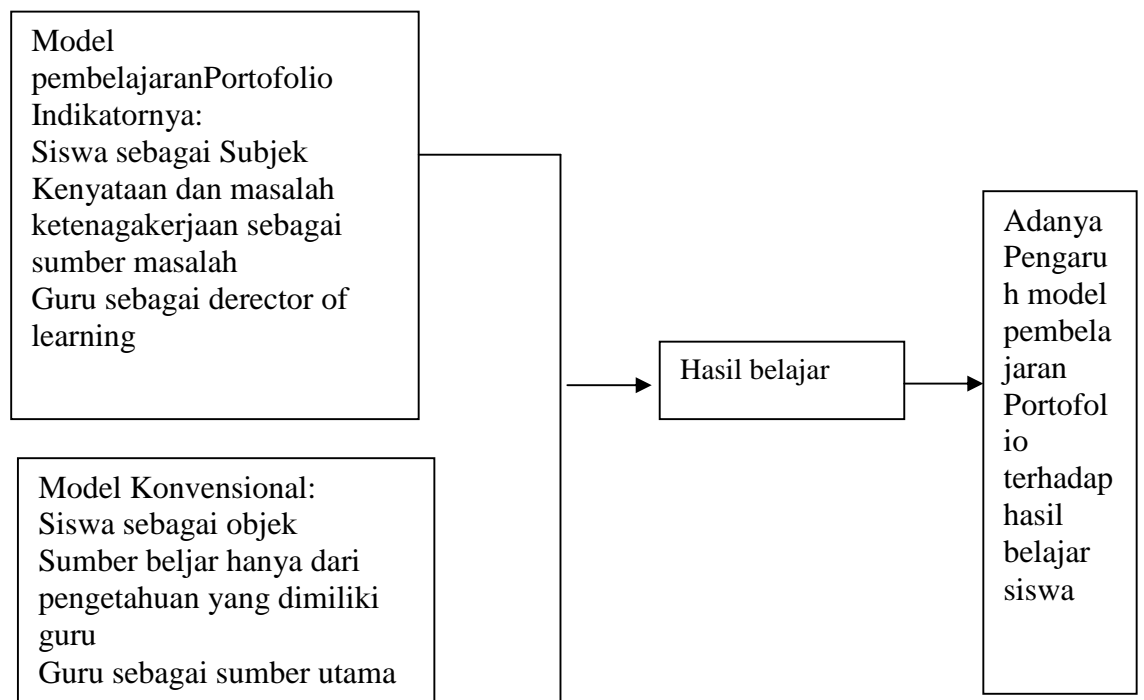 Model
pembelajaranPortofolio
Indikatornya:
Siswa sebagai Subjek
Kenyataan dan masalah
ketenagakerjaan sebagai
sumber masalah
Guru sebagai derector of
learning
Model Konvensional:
Siswa sebagai objek
Sumber beljar hanya dari
pengetahuan yang dimiliki
guru
Guru sebagai sumber utama
Hasil belajar
Adanya
Pengaru
h model
pembela
jaran
Portofol
io
terhadap
hasil
belajar
siswa